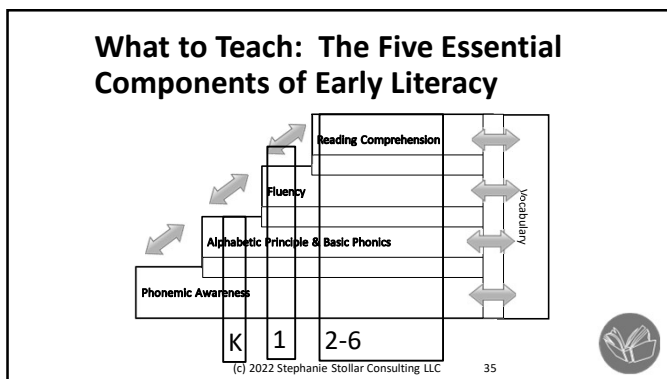 What to Teach: The Five Essential
Components of Early Literacy
Reading Comprehension
Fluency
Alphabetic Principle & Basic Phonics
Phonemic Awareness
Vocabulary
K
1
2-6
(c) 2022 Stephanie Stollar Consulting LLC
35